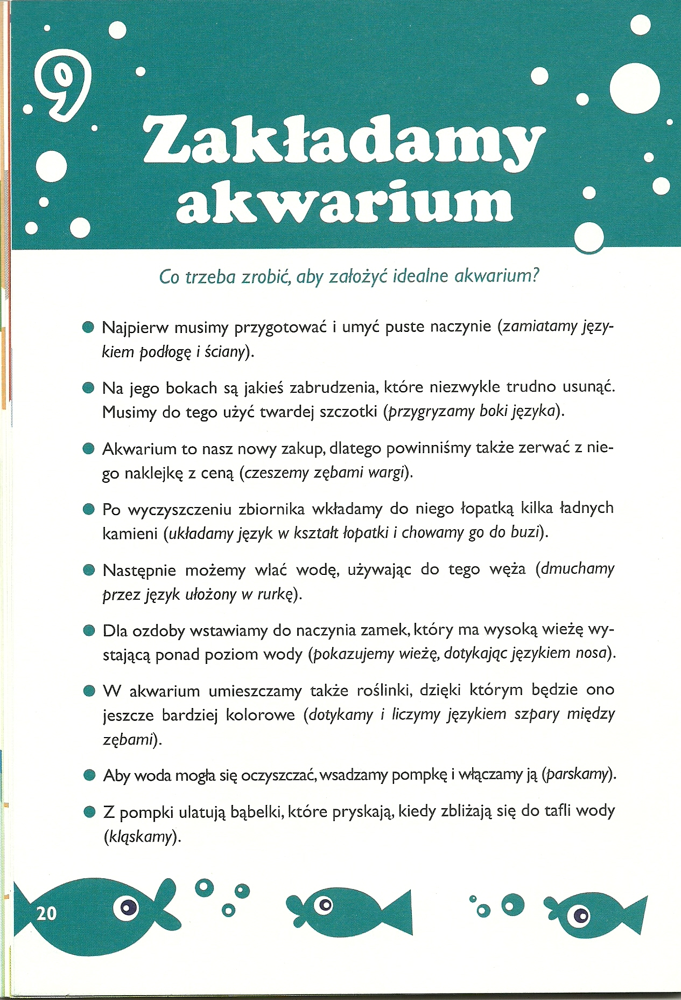 9
Zakładamy
akwarium
Co trzeba zrobić, aby założyć idealne akwarium?
● Najpierw musimy przygotować i umyć puste naczynie (zamiatamy języ-
kiem podłogę i ściany).
● Na jego bokach są jakieś zabrudzenia, które niezwykle trudno usunąć.
Musimy do tego użyć twardej szczotki (przygryzamy boki języka).
● Akwarium to nasz nowy zakup, dlatego powinniśmy także zerwać z nie-
go naklejkę z ceną (czeszemy zębami wargi).
● Po wyczyszczeniu zbiornika wkładamy do niego łopatką kilka ładnych
kamieni (układamy język w kształt łopatki i chowamy go do buzi).
● Następnie możemy wlać wodę, używając do tego węża (dmuchamy
przez język ułożony w rurkę).
● Dla ozdoby wstawiamy do naczynia zamek, który ma wysoką wieżę wy-
stającą ponad poziom wody (pokazujemy wieżę, dotykając językiem nosa).
● W akwarium umieszczamy także roślinki, dzięki którym będzie ono
jeszcze bardziej kolorowe (dotykamy i liczymy językiem szpary między
zębami).
● Aby woda mogła się oczyszczać, wsadzamy pompkę i włączamy ją (parskamy).
● Z pompki ulatują bąbelki, które pryskają, kiedy zbliżają się do tafli wody
(kląskamy).
20